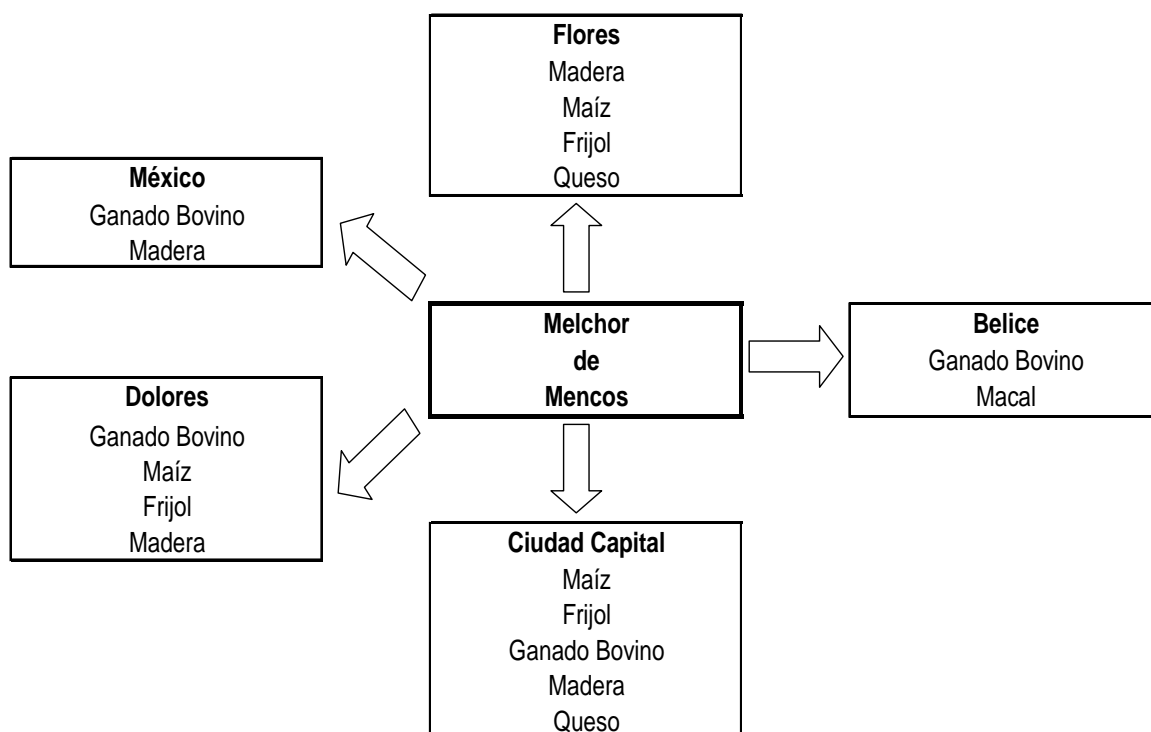 Flores
Madera
Maíz
Frijol
Queso
México
Ganado Bovino
Madera
Melchor
de
Mencos
Belice
Ganado Bovino
Macal
Dolores
Ganado Bovino
Maíz
Frijol
Madera
Ciudad Capital
Maíz
Frijol
Ganado Bovino
Madera
Queso